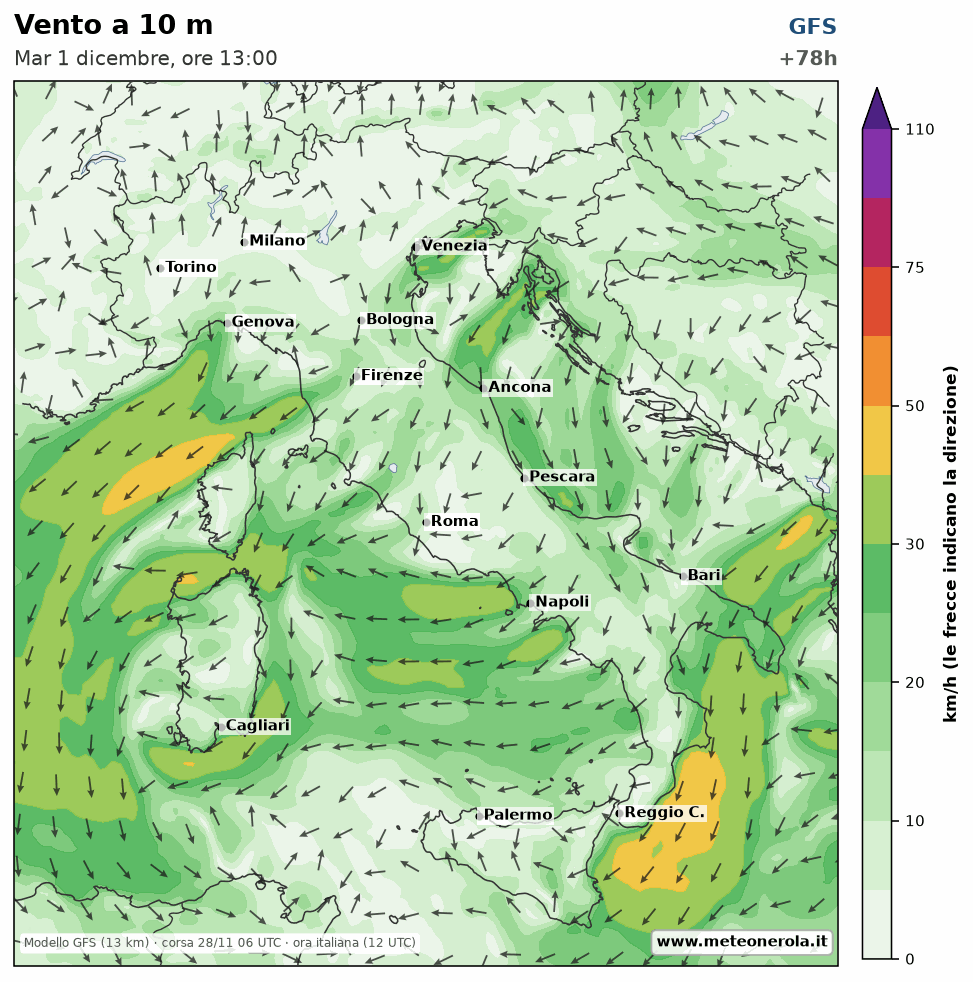 Vento a 10 m
GFS
Mar 1 dicembre, ore 13:00
+78h
110
75
50
30
20
10
0
km/h (le frecce indicano la direzione)
Venezia
Milano
Torino
Bologna
Genova
Firenze
Ancona
Pescara
Roma
Bari
Napoli
Cagliari
Palermo
Reggio C.
Modello GFS (13 km) · corsa 28/11 06 UTC · ora italiana (12 UTC)
www.meteonerola.it